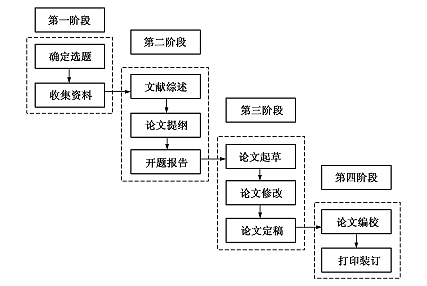 第一阶段
确定选题
收集资料
第二阶段
文献综述
论文提纲
开题报告
第三阶段
论文起草
论文修改
论文定稿
第四阶段
论文编校
打印装订